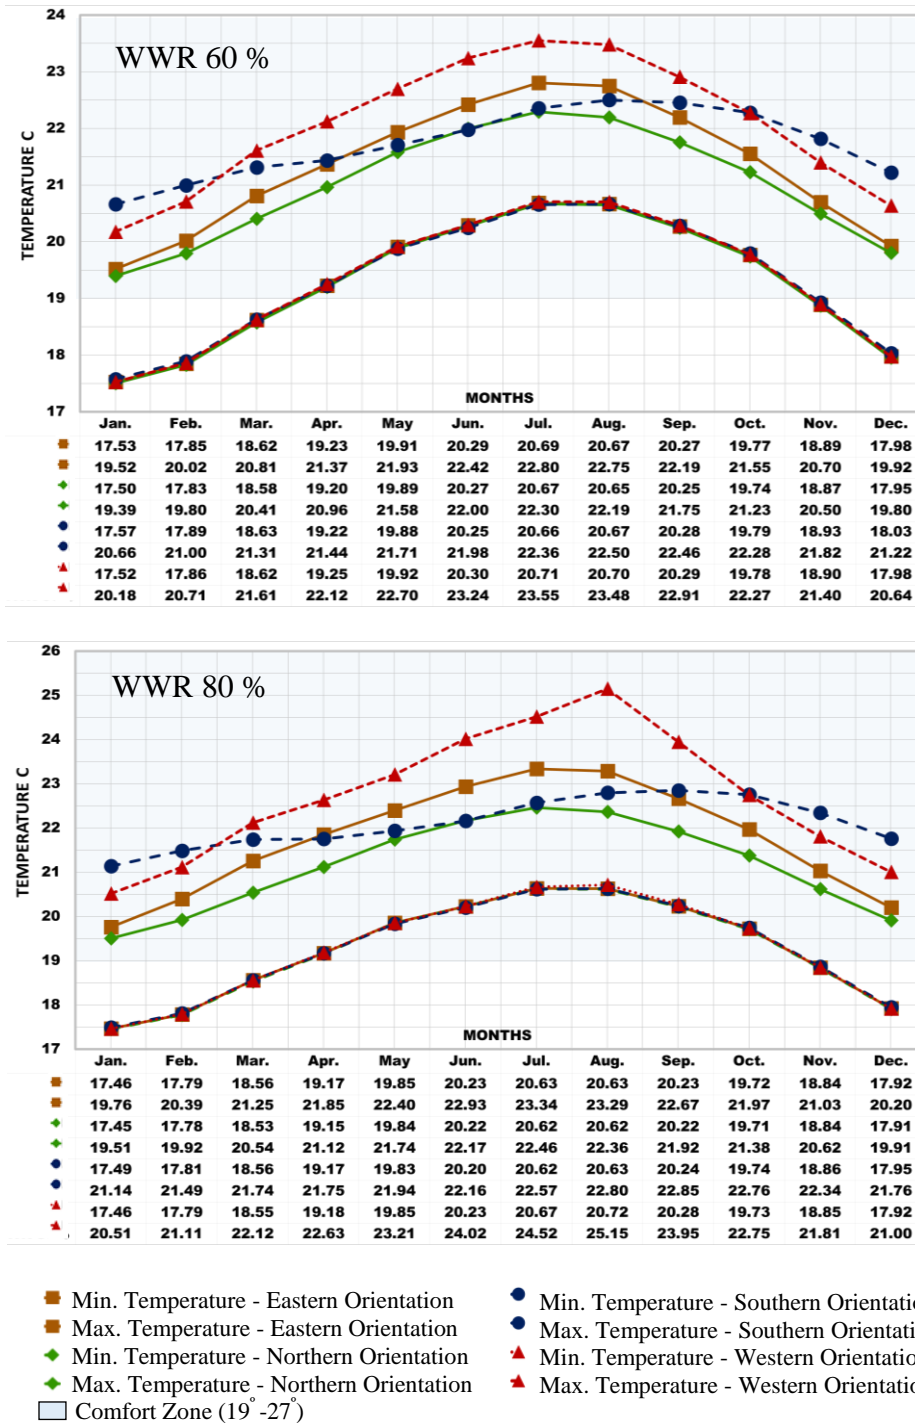 24
WWR 60 %
23
22
21
20
19
18
17
TEMPERATURE C
MONTHS
Jan. Feb. Mar. Apr. May Jun. Jul. Aug. Sep. Oct. Nov. Dec.
17.53 17.85 18.62 19.23 19.91 20.29 20.69 20.67 20.27 19.77 18.89 17.98
19.52 20.02 20.81 21.37 21.93 22.42 22.80 22.75 22.19 21.55 20.70 19.92
17.50 17.83 18.58 19.20 19.89 20.27 20.67 20.65 20.25 19.74 18.87 17.95
19.39 19.80 20.41 20.96 21.58 22.00 22.30 22.19 21.75 21.23 20.50 19.80
17.57 17.89 18.63 19.22 19.88 20.25 20.66 20.67 20.28 19.79 18.93 18.03
20.66 21.00 21.31 21.44 21.71 21.98 22.36 22.50 22.46 22.28 21.82 21.22
17.52 17.86 18.62 19.25 19.92 20.30 20.71 20.70 20.29 19.78 18.90 17.98
20.18 20.71 21.61 22.12 22.70 23.24 23.55 23.48 22.91 22.27 21.40 20.64
26
WWR 80 %
25
24
23
22
21
20
19
18
17
TEMPERATURE C
MONTHS
Jan. Feb. Mar. Apr. May Jun. Jul. Aug. Sep. Oct. Nov. Dec.
17.46 17.79 18.56 19.17 19.85 20.23 20.63 20.63 20.23 19.72 18.84 17.92
19.76 20.39 21.25 21.85 22.40 22.93 23.34 23.29 22.67 21.97 21.03 20.20
17.45 17.78 18.53 19.15 19.84 20.22 20.62 20.62 20.22 19.71 18.84 17.91
19.51 19.92 20.54 21.12 21.74 22.17 22.46 22.36 21.92 21.38 20.62 19.91
17.49 17.81 18.56 19.17 19.83 20.20 20.62 20.63 20.24 19.74 18.86 17.95
21.14 21.49 21.74 21.75 21.94 22.16 22.57 22.80 22.85 22.76 22.34 21.76
17.46 17.79 18.55 19.18 19.85 20.23 20.67 20.72 20.28 19.73 18.85 17.92
20.51 21.11 22.12 22.63 23.21 24.02 24.52 25.15 23.95 22.75 21.81 21.00
Min. Temperature - Eastern Orientation
Max. Temperature - Eastern Orientation
Min. Temperature - Northern Orientation
Max. Temperature - Northern Orientation
Comfort Zone (19°-27°)
Min. Temperature - Southern Orientatio
Max. Temperature - Southern Orientati
Min. Temperature - Western Orientatio
Max. Temperature - Western Orientatio